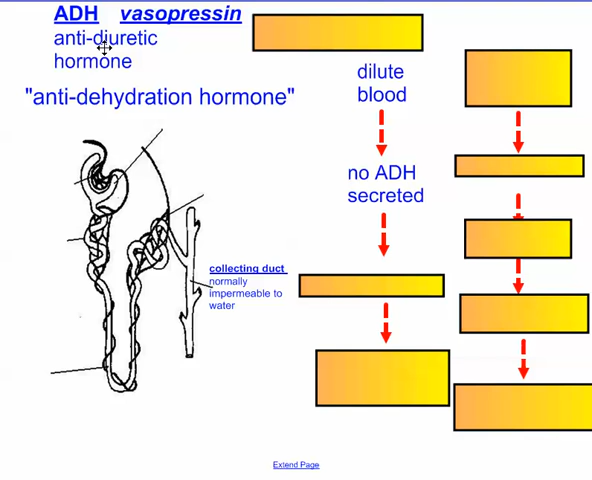 ADH vasopressin
anti-diuretic
hormone
"anti-dehydration hormone"
dilute
blood
no ADH
secreted
collecting duct
normally
impermeable to
water
Extend Page